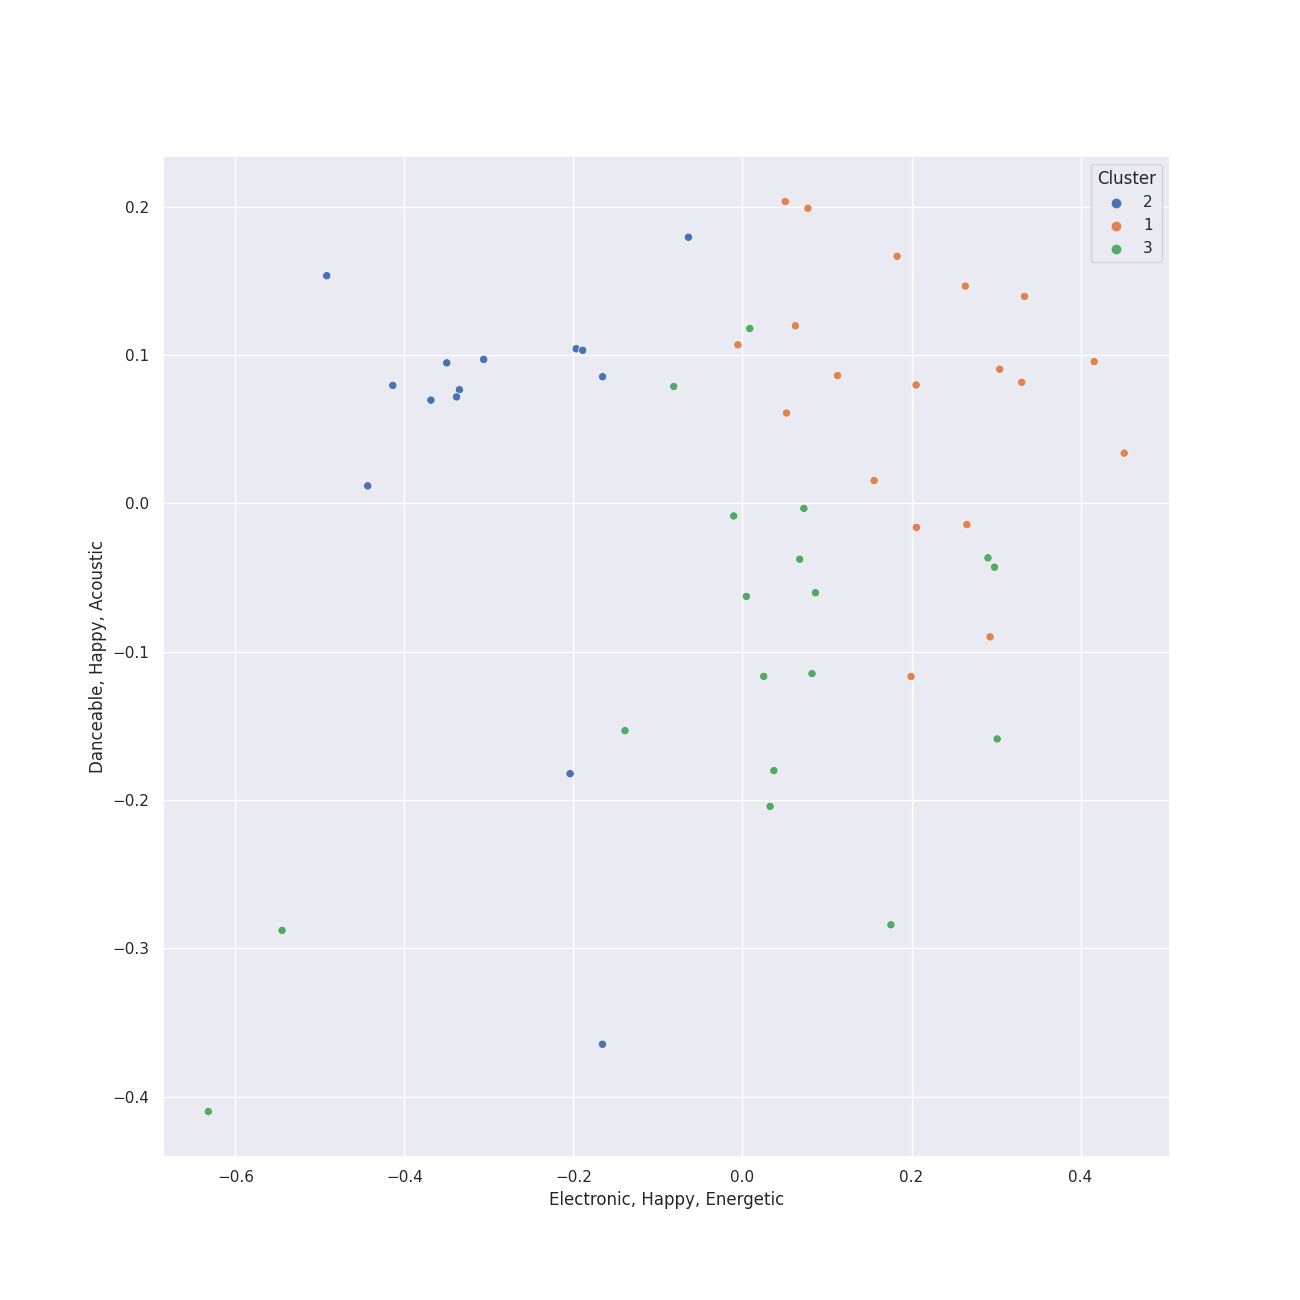 Cluster
2
1
3
0.2
0.1
0.0
−0.1
−0.2
−0.3
−0.4
Danceable, Happy, Acoustic
−0.6 −0.4 −0.2 0.0 0.2 0.4
Electronic, Happy, Energetic